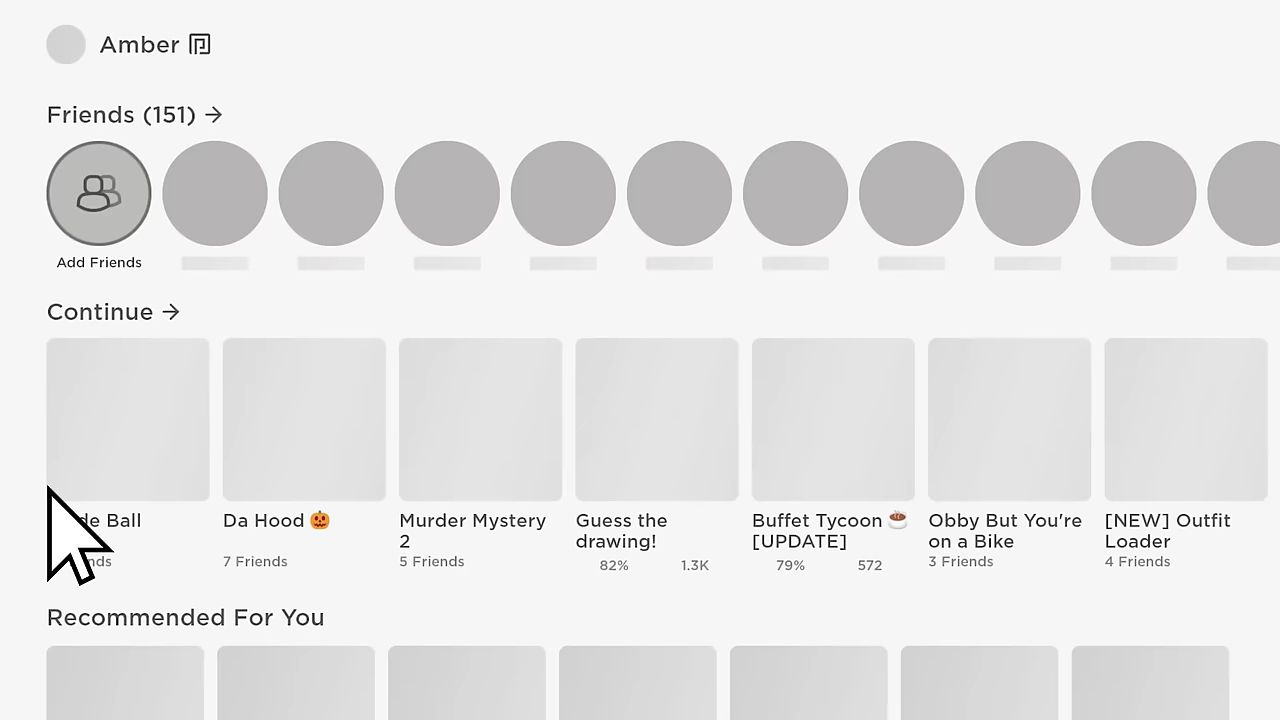 Amber
Friends (151) →
Add Friends
Continue →
Ball
Da Hood 🎃
7 Friends
Murder Mystery
2
5 Friends
Guess the
drawing!
82% 1.3K
Buffet Tycoon ☕
[UPDATE]
79% 572
Obby But You're
on a Bike
3 Friends
[NEW] Outfit
Loader
4 Friends
Recommended For You